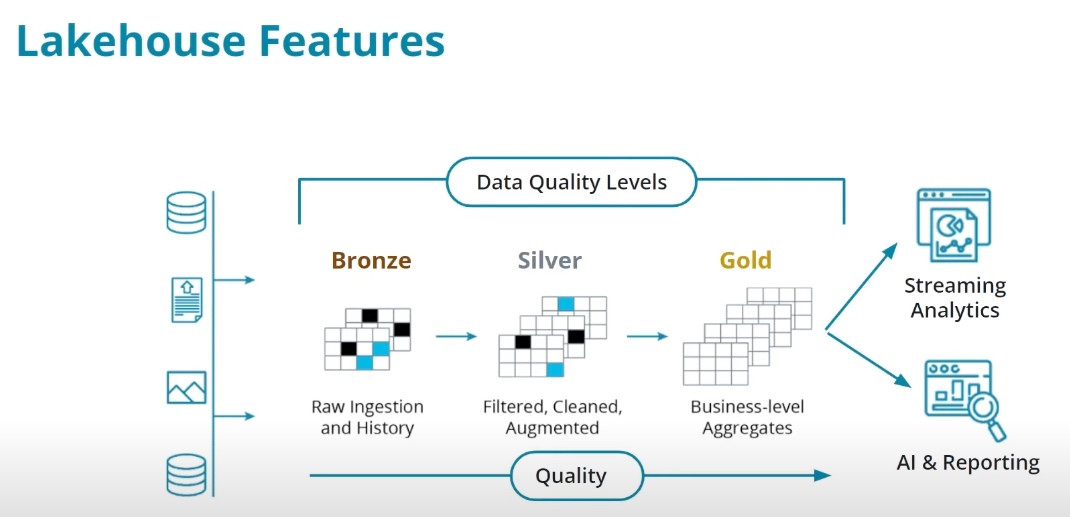 Lakehouse Features
Data Quality Levels
Bronze
Silver
Gold
Raw Ingestion
and History
Filtered, Cleaned,
Augmented
Business-level
Aggregates
Quality
Streaming
Analytics
AI & Reporting